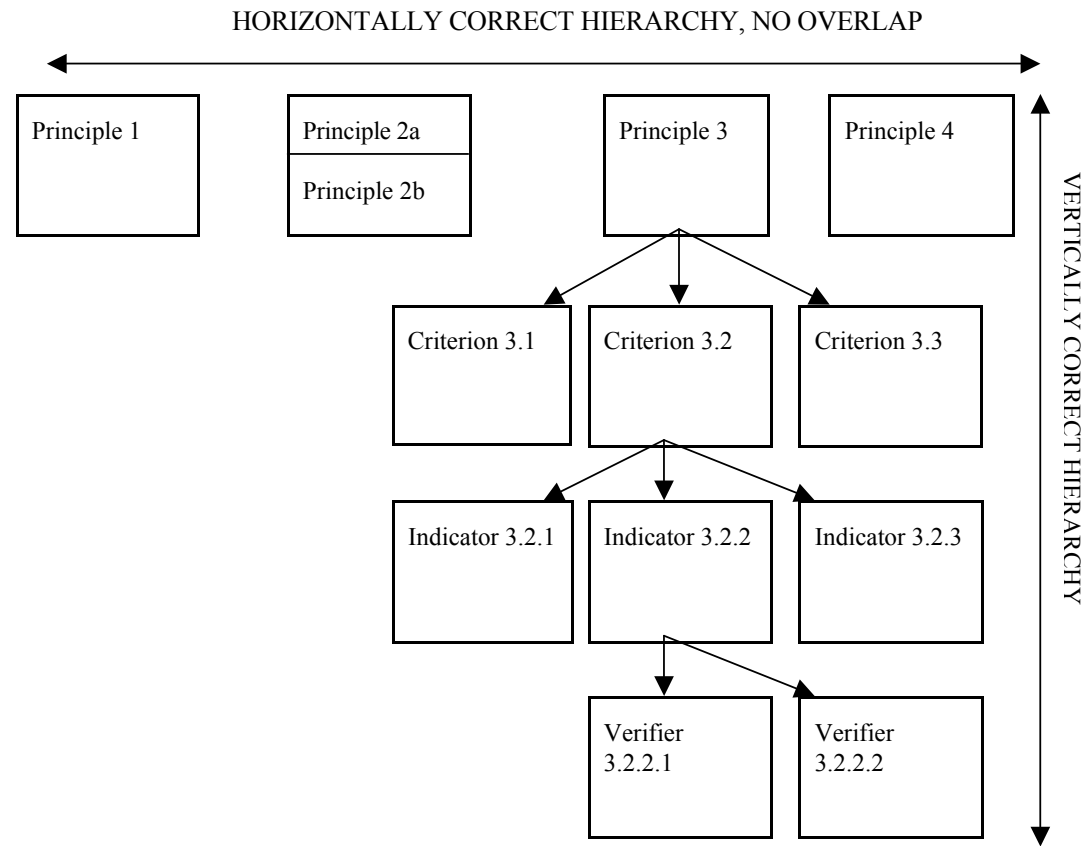 HORIZONTALLY CORRECT HIERARCHY, NO OVERLAP
Principle 1
Principle 2a
Principle 2b
Principle 3
Principle 4
VERTICALLY CORRECT HIERARCHY
Criterion 3.1
Criterion 3.2
Criterion 3.3
Indicator 3.2.1
Indicator 3.2.2
Indicator 3.2.3
Verifier
3.2.2.1
Verifier
3.2.2.2